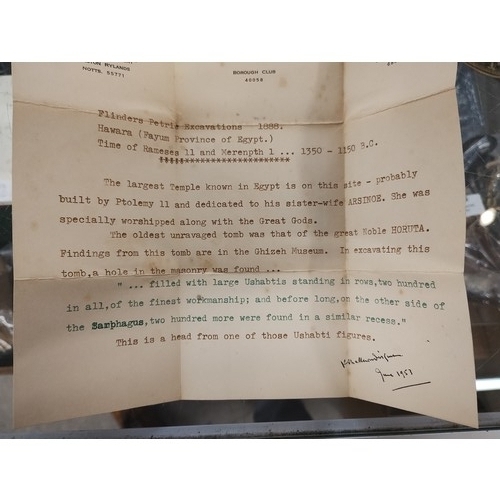 NOTTS. 55771
BOROUGH CLUB
40058
Flinders Petrie Excavations 1888.
Hawara (Fayum Province of Egypt.)
Time of Rameses 11 and Merenpth 1 ... 1350 - 1150 B.C.
The largest Temple known in Egypt is on this site - probably
built by Ptolemy 11 and dedicated to his sister-wife ARSINOE. She was
specially worshipped along with the Great Gods.
The oldest unravaged tomb was that of the great Noble HORUTA.
Findings from this tomb are in the Ghizeh Museum. In excavating this
tomb,a hole in the masonry was found ...
" ... filled with large Ushabtis standing in rows,two hundred
in all,of the finest workmanship; and before long,on the other side of
the Sarphagus,two hundred more were found in a similar recess."
This is a head from one of those Ushabti figures.